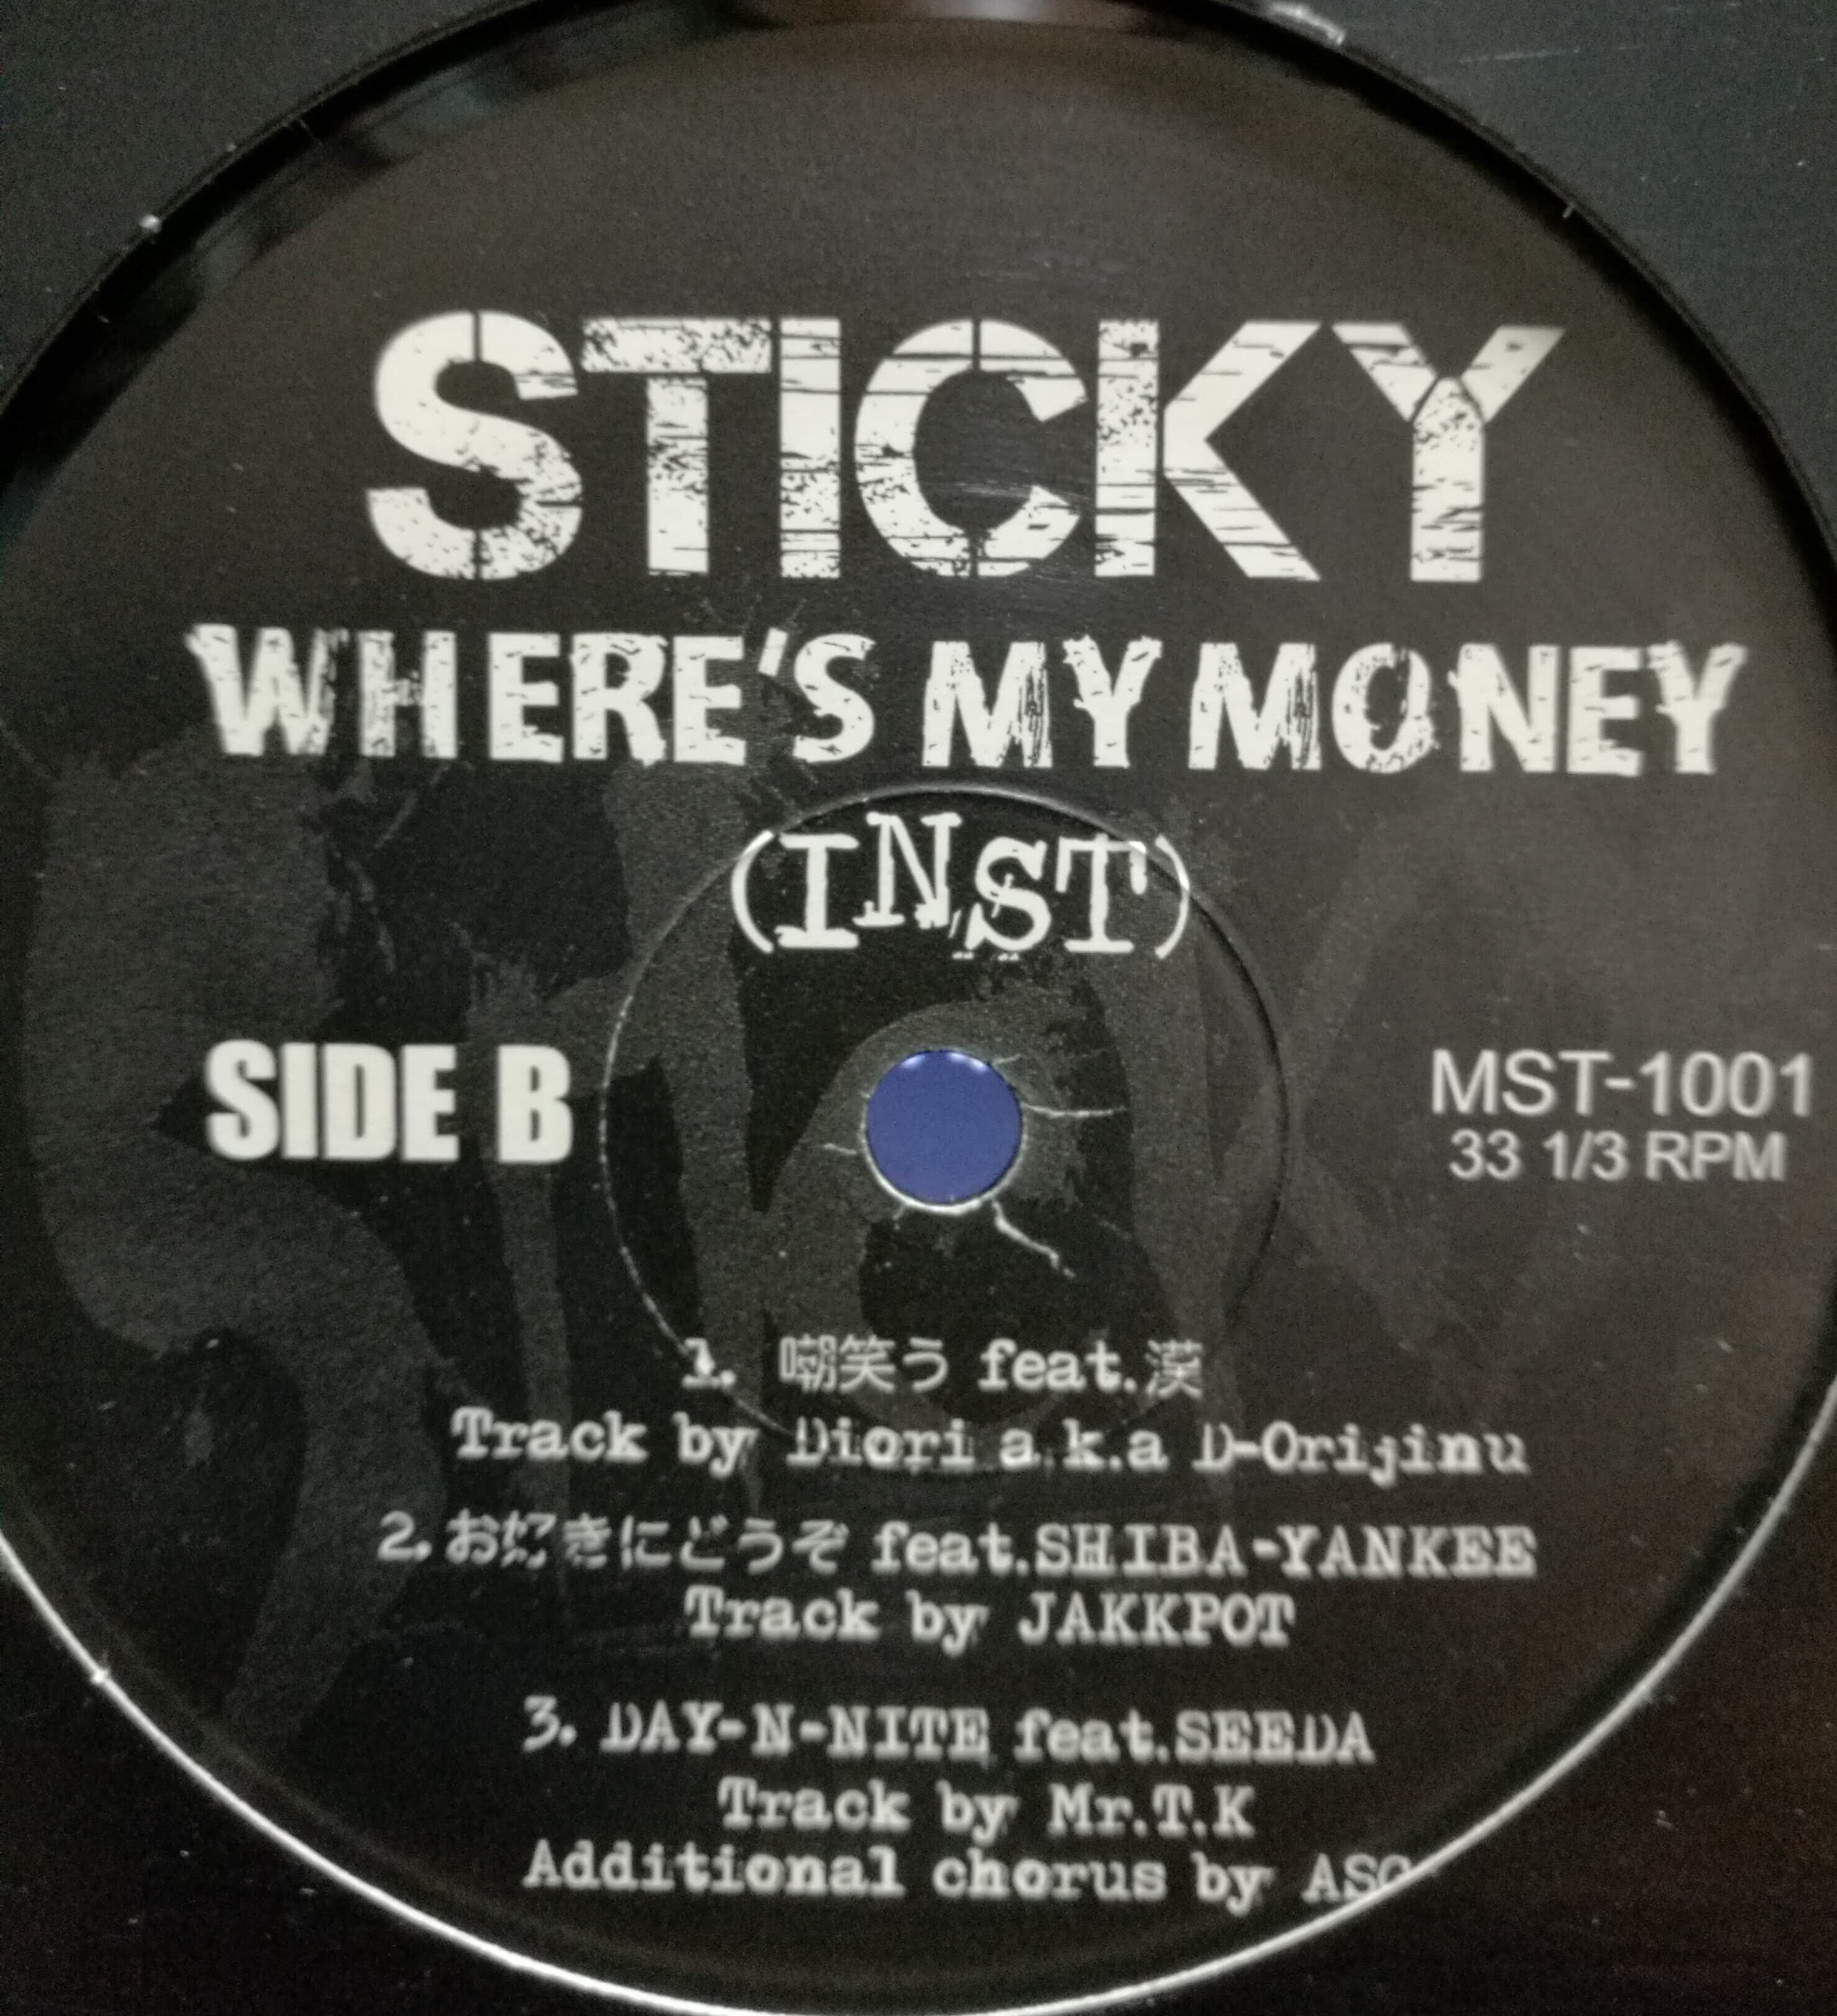 STICKY
WHERE'S MY MONEY
(INST)
SIDE B
MST-1001
33 1/3 RPM
1. 嘲笑う feat.漢
Track by Diori a.k.a D-Orijinu
2.お好きにどうぞ feat.SHIBA-YANKEE
Track by JAKKPOT
3. DAY-N-NITE feat.SEEDA
Track by Mr.T.K
Additional chorus by